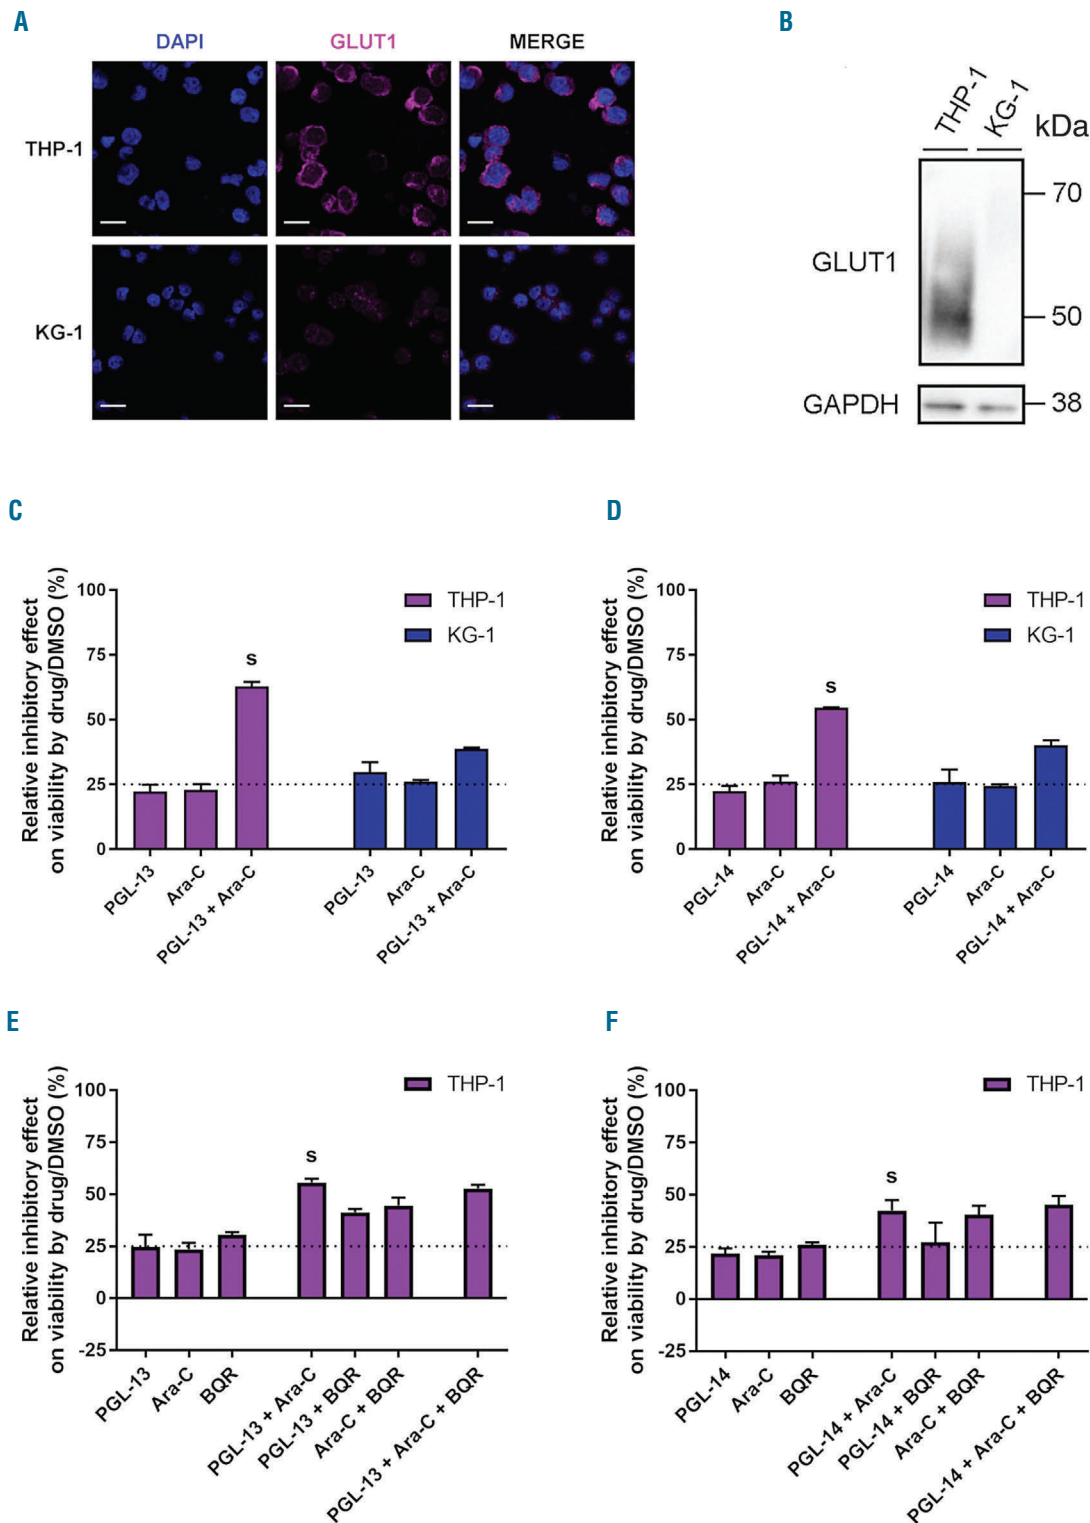 A
DAPI GLUT1 MERGE
THP-1
KG-1
B
THP-1 KG-1 kDa
70
GLUT1
50
GAPDH
38
C
Relative inhibitory effect
on viability by drug/DMSO (%)
100
75
50
25
0
THP-1
KG-1
s
PGL-13
Ara-C
PGL-13 + Ara-C
PGL-13
Ara-C
PGL-13 + Ara-C
D
Relative inhibitory effect
on viability by drug/DMSO (%)
100
75
50
25
0
THP-1
KG-1
s
PGL-14
Ara-C
PGL-14 + Ara-C
PGL-14
Ara-C
PGL-14 + Ara-C
E
Relative inhibitory effect
on viability by drug/DMSO (%)
100
75
50
25
0
-25
THP-1
s
PGL-13
Ara-C
BQR
PGL-13 + Ara-C
PGL-13 + BQR
Ara-C + BQR
PGL-13 + Ara-C + BQR
F
Relative inhibitory effect
on viability by drug/DMSO (%)
100
75
50
25
0
-25
THP-1
s
PGL-14
Ara-C
BQR
PGL-14 + Ara-C
PGL-14 + BQR
Ara-C + BQR
PGL-14 + Ara-C + BQR